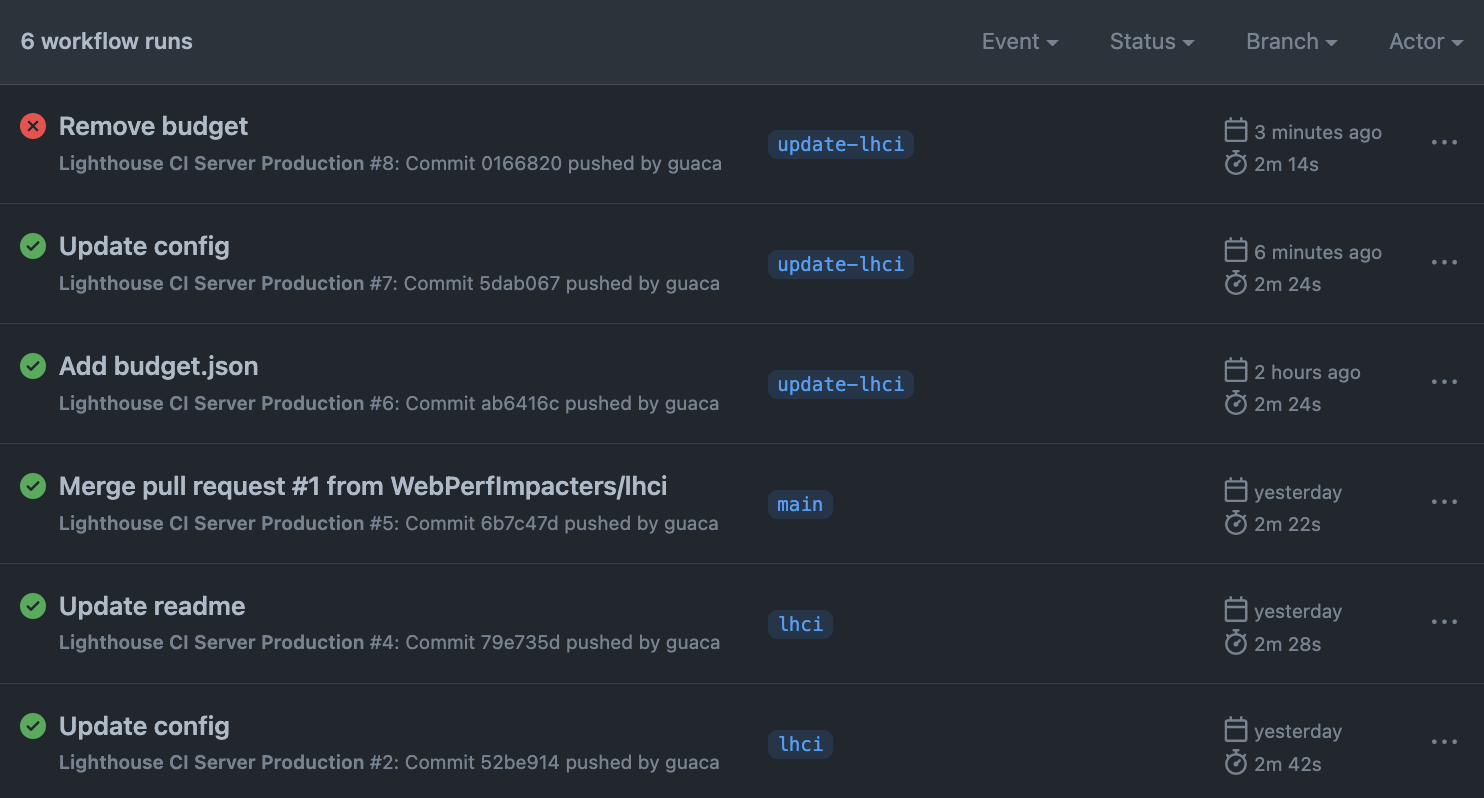 6 workflow runs
Event
Status
Branch
Actor
Remove budget
Lighthouse CI Server Production #8: Commit 0166820 pushed by guaca
update-lhci
3 minutes ago
2m 14s
Update config
Lighthouse CI Server Production #7: Commit 5dab067 pushed by guaca
update-lhci
6 minutes ago
2m 24s
Add budget.json
Lighthouse CI Server Production #6: Commit ab6416c pushed by guaca
update-lhci
2 hours ago
2m 24s
Merge pull request #1 from WebPerfImpacters/lhci
Lighthouse CI Server Production #5: Commit 6b7c47d pushed by guaca
main
yesterday
2m 22s
Update readme
Lighthouse CI Server Production #4: Commit 79e735d pushed by guaca
lhci
yesterday
2m 28s
Update config
Lighthouse CI Server Production #2: Commit 52be914 pushed by guaca
lhci
yesterday
2m 42s